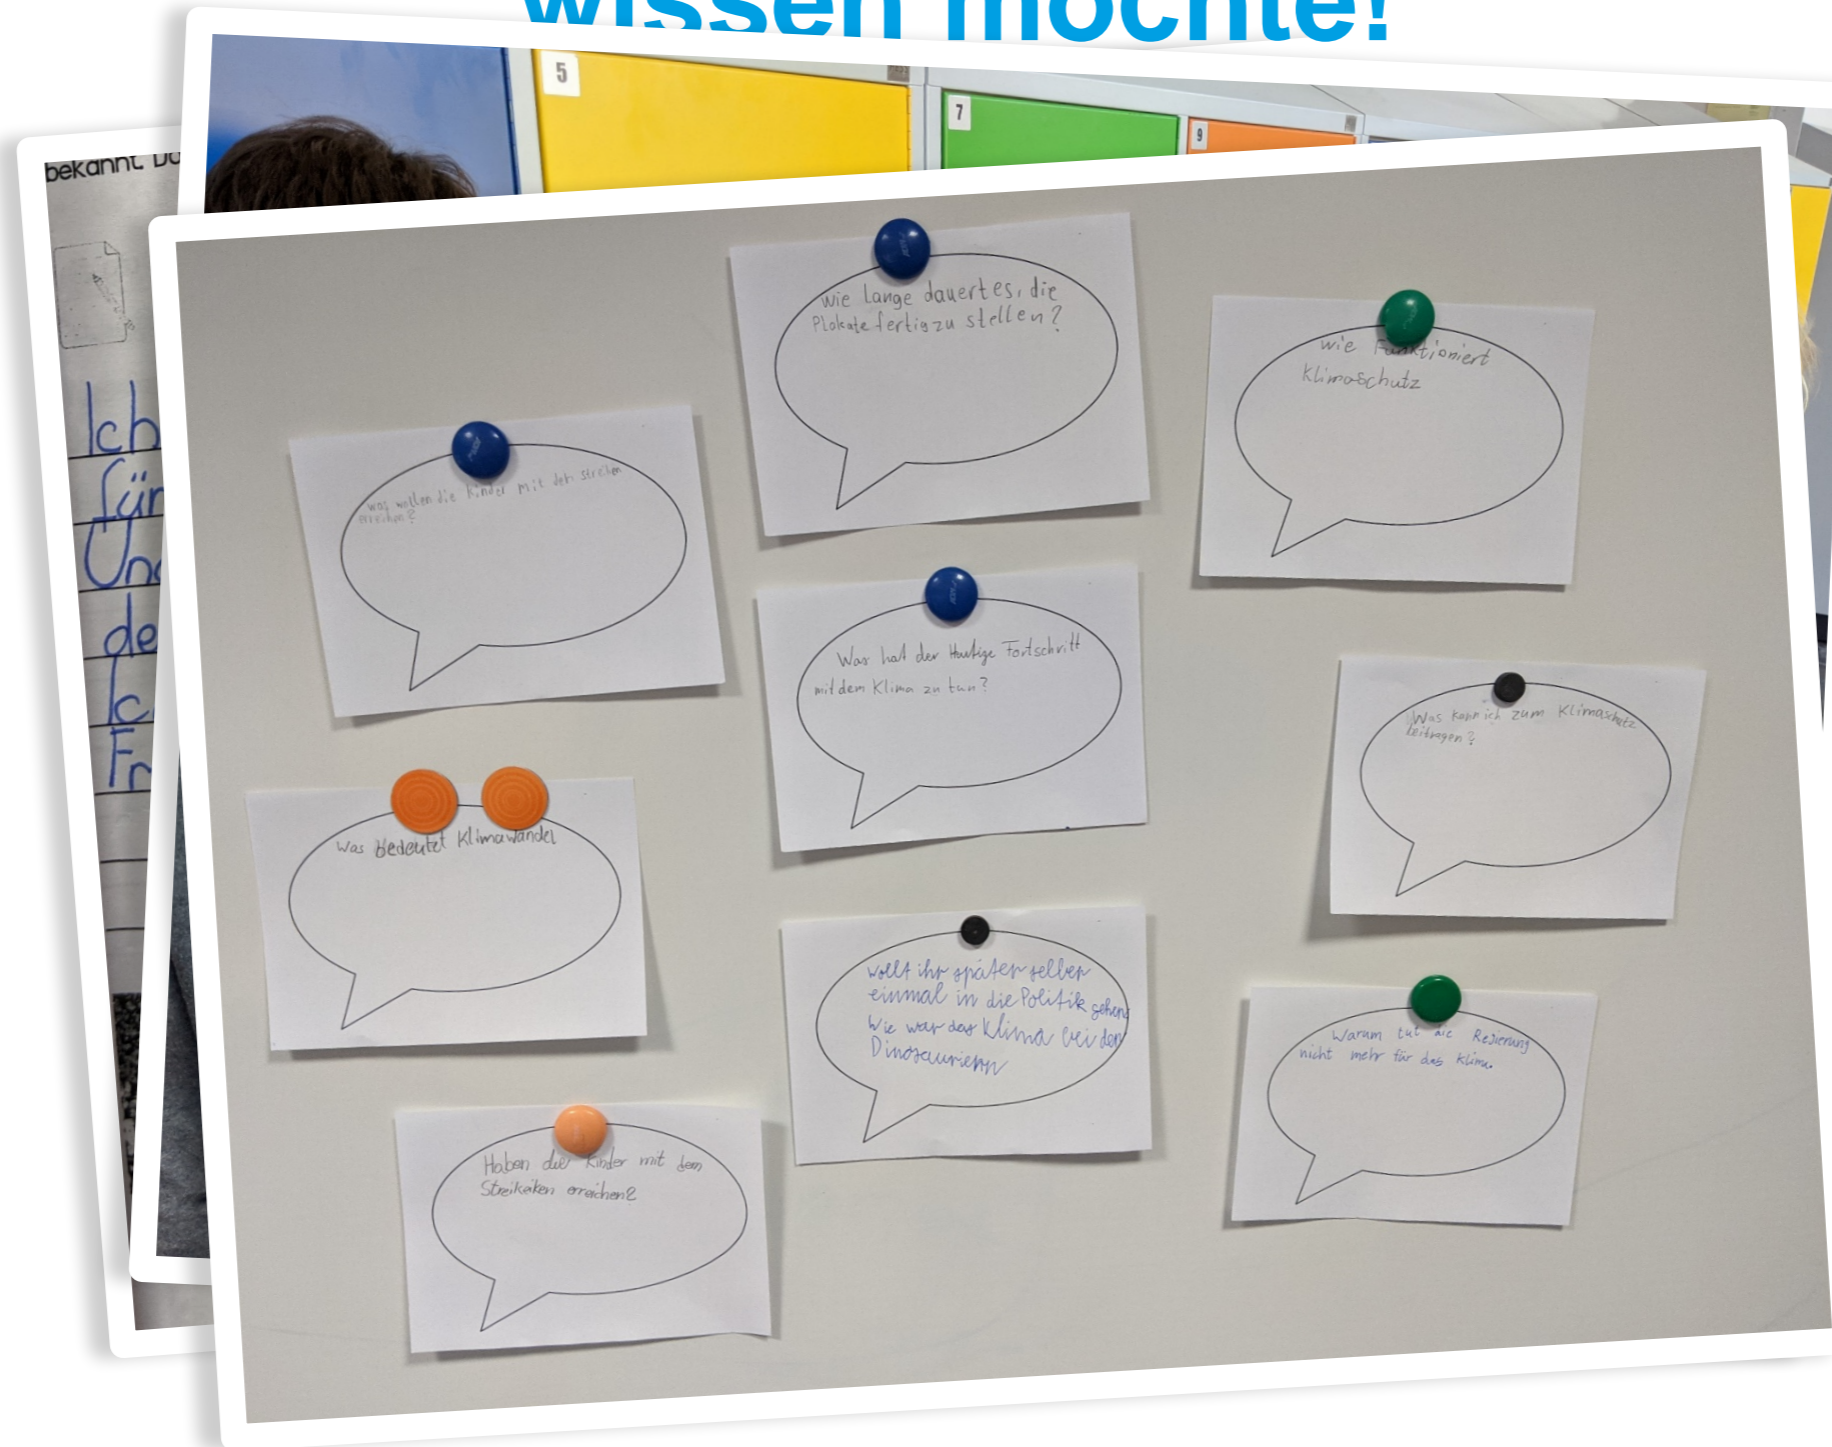 wissen möchte!
5
7
9
bekannt. Da
Ich
für
Und
de
Ic
Fr
wie lange dauert es, die
Plakate fertig zu stellen?
wie Funktioniert
Klimaschutz
was wollen die Kinder mit den streiken
erreichen?
Was hat der Heutige Fortschritt
mit dem Klima zu tun?
Was kann ich zum Klimaschutz
beitragen?
Was bedeutet Klimawandel
wollt ihr später selber
einmal in die Politik gehen
Wie war das Klima bei den
Dinosauriern
Warum tut die Regierung
nicht mehr für das Klima.
Haben die Kinder mit dem
Streikeiken erreichen?